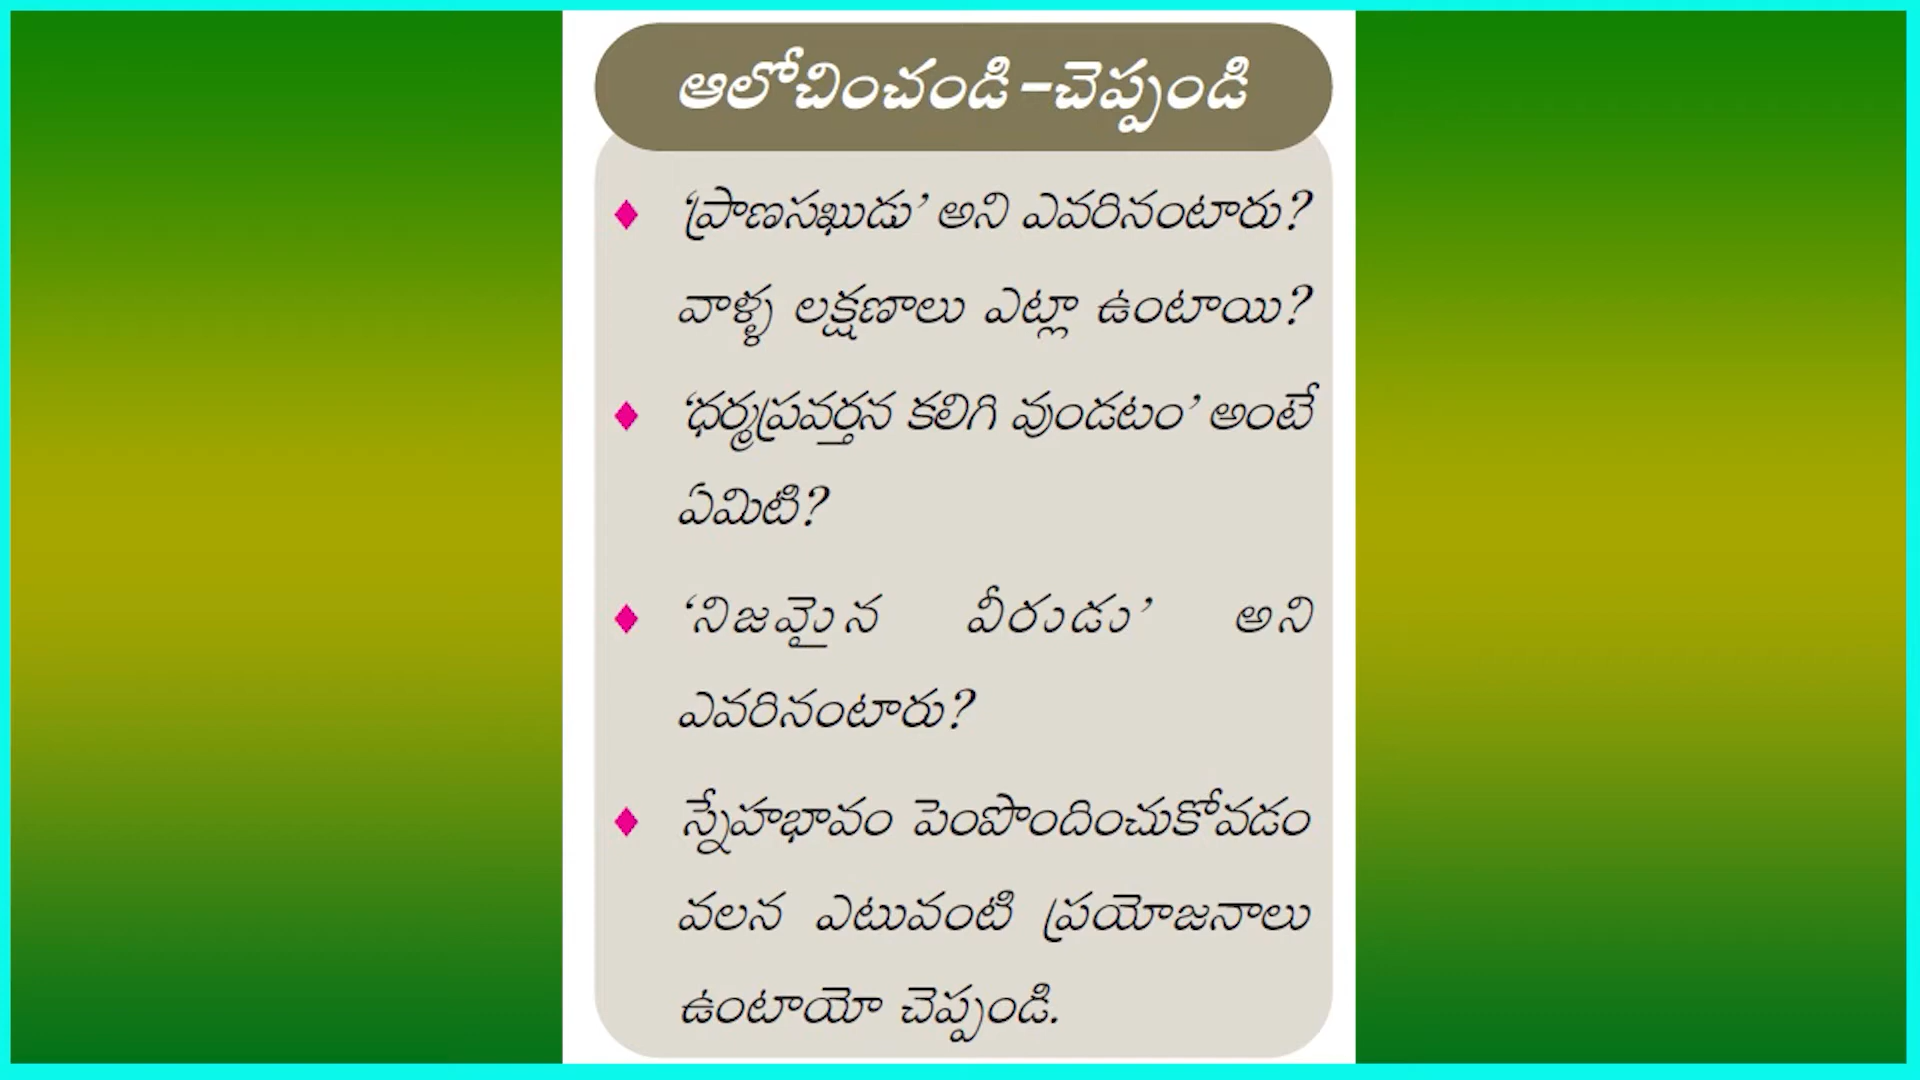 ఆలోచించండి-చెప్పండి
♦ ‘ప్రాణసఖుడు’ అని ఎవరినంటారు?
వాళ్ళ లక్షణాలు ఎట్లా ఉంటాయి?
♦ ‘ధర్మప్రవర్తన కలిగి వుండటం’ అంటే
ఏమిటి?
♦ ‘నిజమైన వీరుడు’ అని
ఎవరినంటారు?
♦ స్నేహభావం పెంపొందించుకోవడం
వలన ఎటువంటి ప్రయోజనాలు
ఉంటాయో చెప్పండి.